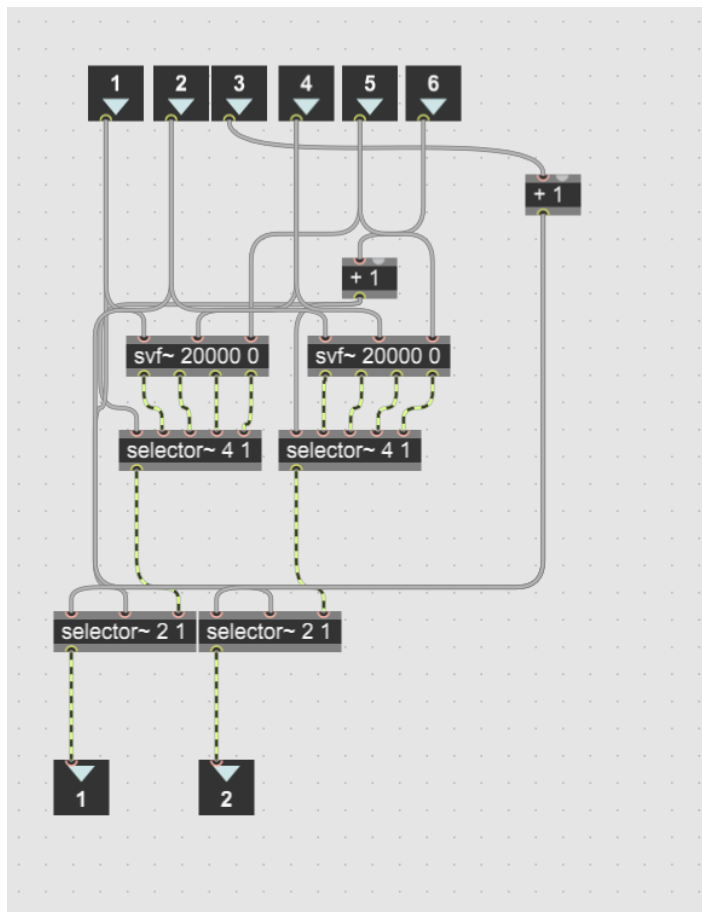 1 2 3 4 5 6
+ 1
+ 1
svf~ 20000 0 svf~ 20000 0
selector~ 4 1 selector~ 4 1
selector~ 2 1 selector~ 2 1
1 2